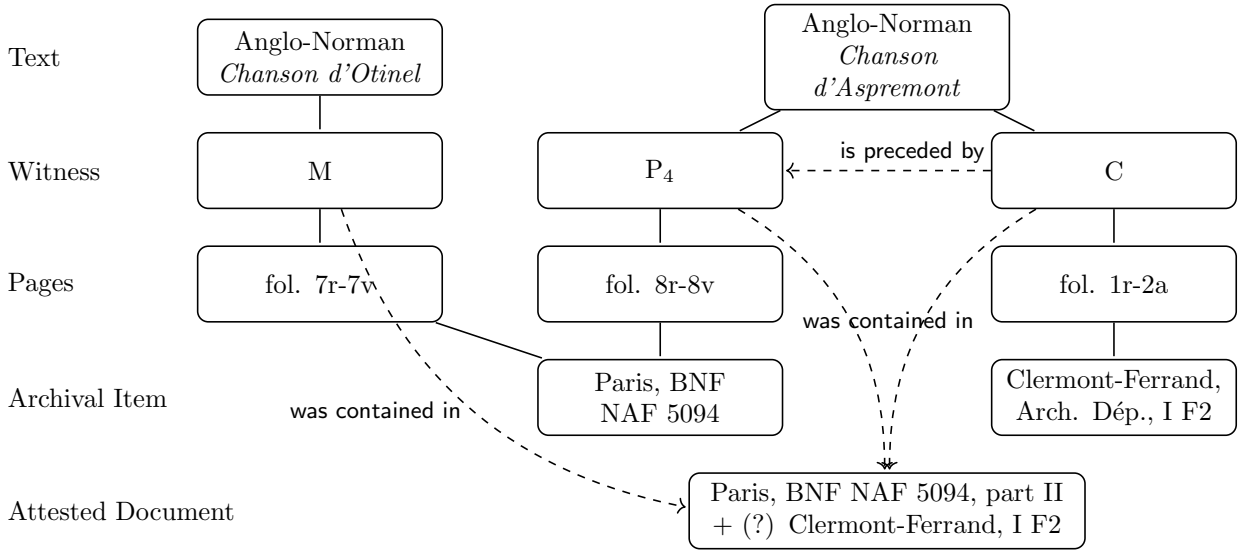 Text
Anglo-Norman
Chanson d'Otinel
Anglo-Norman
Chanson
d'Aspremont
Witness
M
P4
is preceded by
C
Pages
fol. 7r-7v
fol. 8r-8v
fol. 1r-2a
was contained in
Archival Item
Paris, BNF
NAF 5094
Clermont-Ferrand,
Arch. Dép., I F2
was contained in
Attested Document
Paris, BNF NAF 5094, part II
+ (?) Clermont-Ferrand, I F2